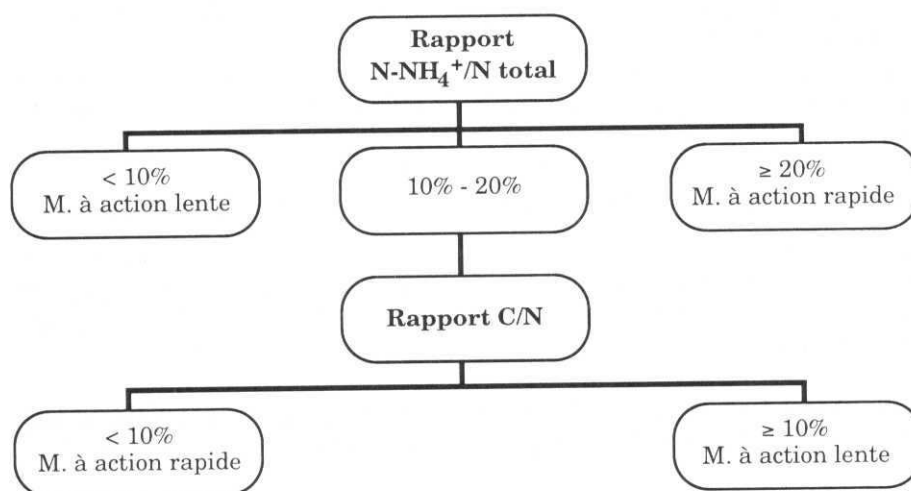 Rapport
N-NH₄⁺/N total
< 10%
M. à action lente
10% - 20%
≥ 20%
M. à action rapide
Rapport C/N
< 10%
M. à action rapide
≥ 10%
M. à action lente